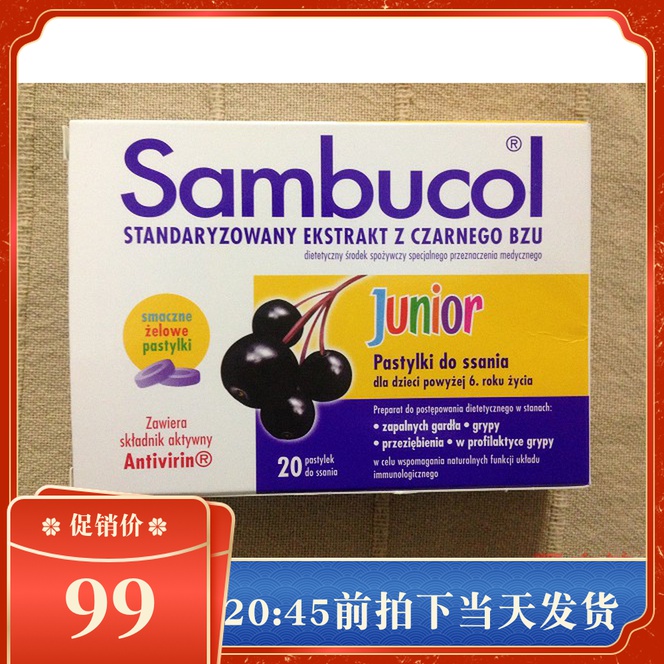 Sambucol®
STANDARYZOWANY EKSTRAKT Z CZARNEGO BZU
dietetyczny środek spożywczy specjalnego przeznaczenia medycznego
Junior
smaczne
żelowe
pastylki
Pastylki do ssania
dla dzieci powyżej 6. roku życia
Zawiera
składnik aktywny
Antivirin®
Preparat do postępowania dietetycznego w stanach:
• zapalnych gardła • grypy
• przeziębienia • w profilaktyce grypy
w celu wspomagania naturalnych funkcji układu
immunologicznego
20 pastylek
do ssania
促销价
99
20:45前拍下当天发货